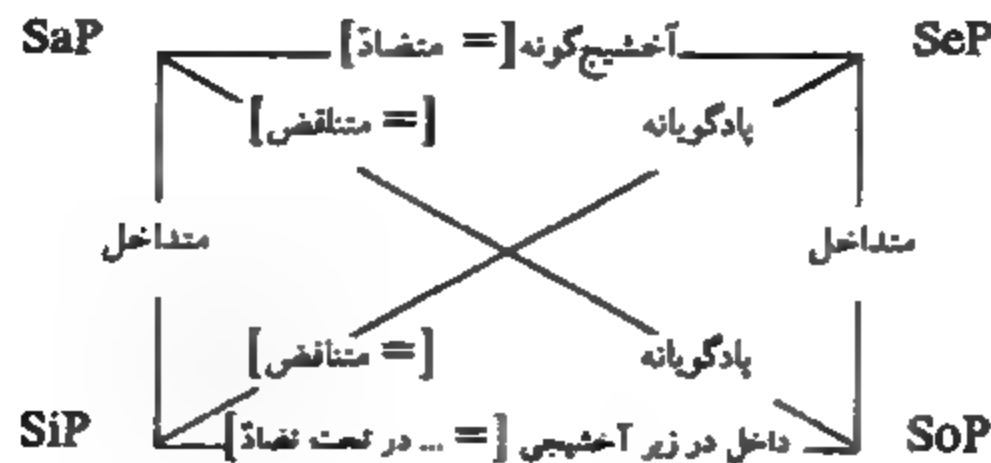 SaP آخشیج‌گونه [= متضادّ] SeP
پادگویانه [= متناقض]
متداخل متداخل
پادگویانه [= متناقض]
SiP داخل در زیر آخشیجی [= ... در تحت تضادّ] SoP